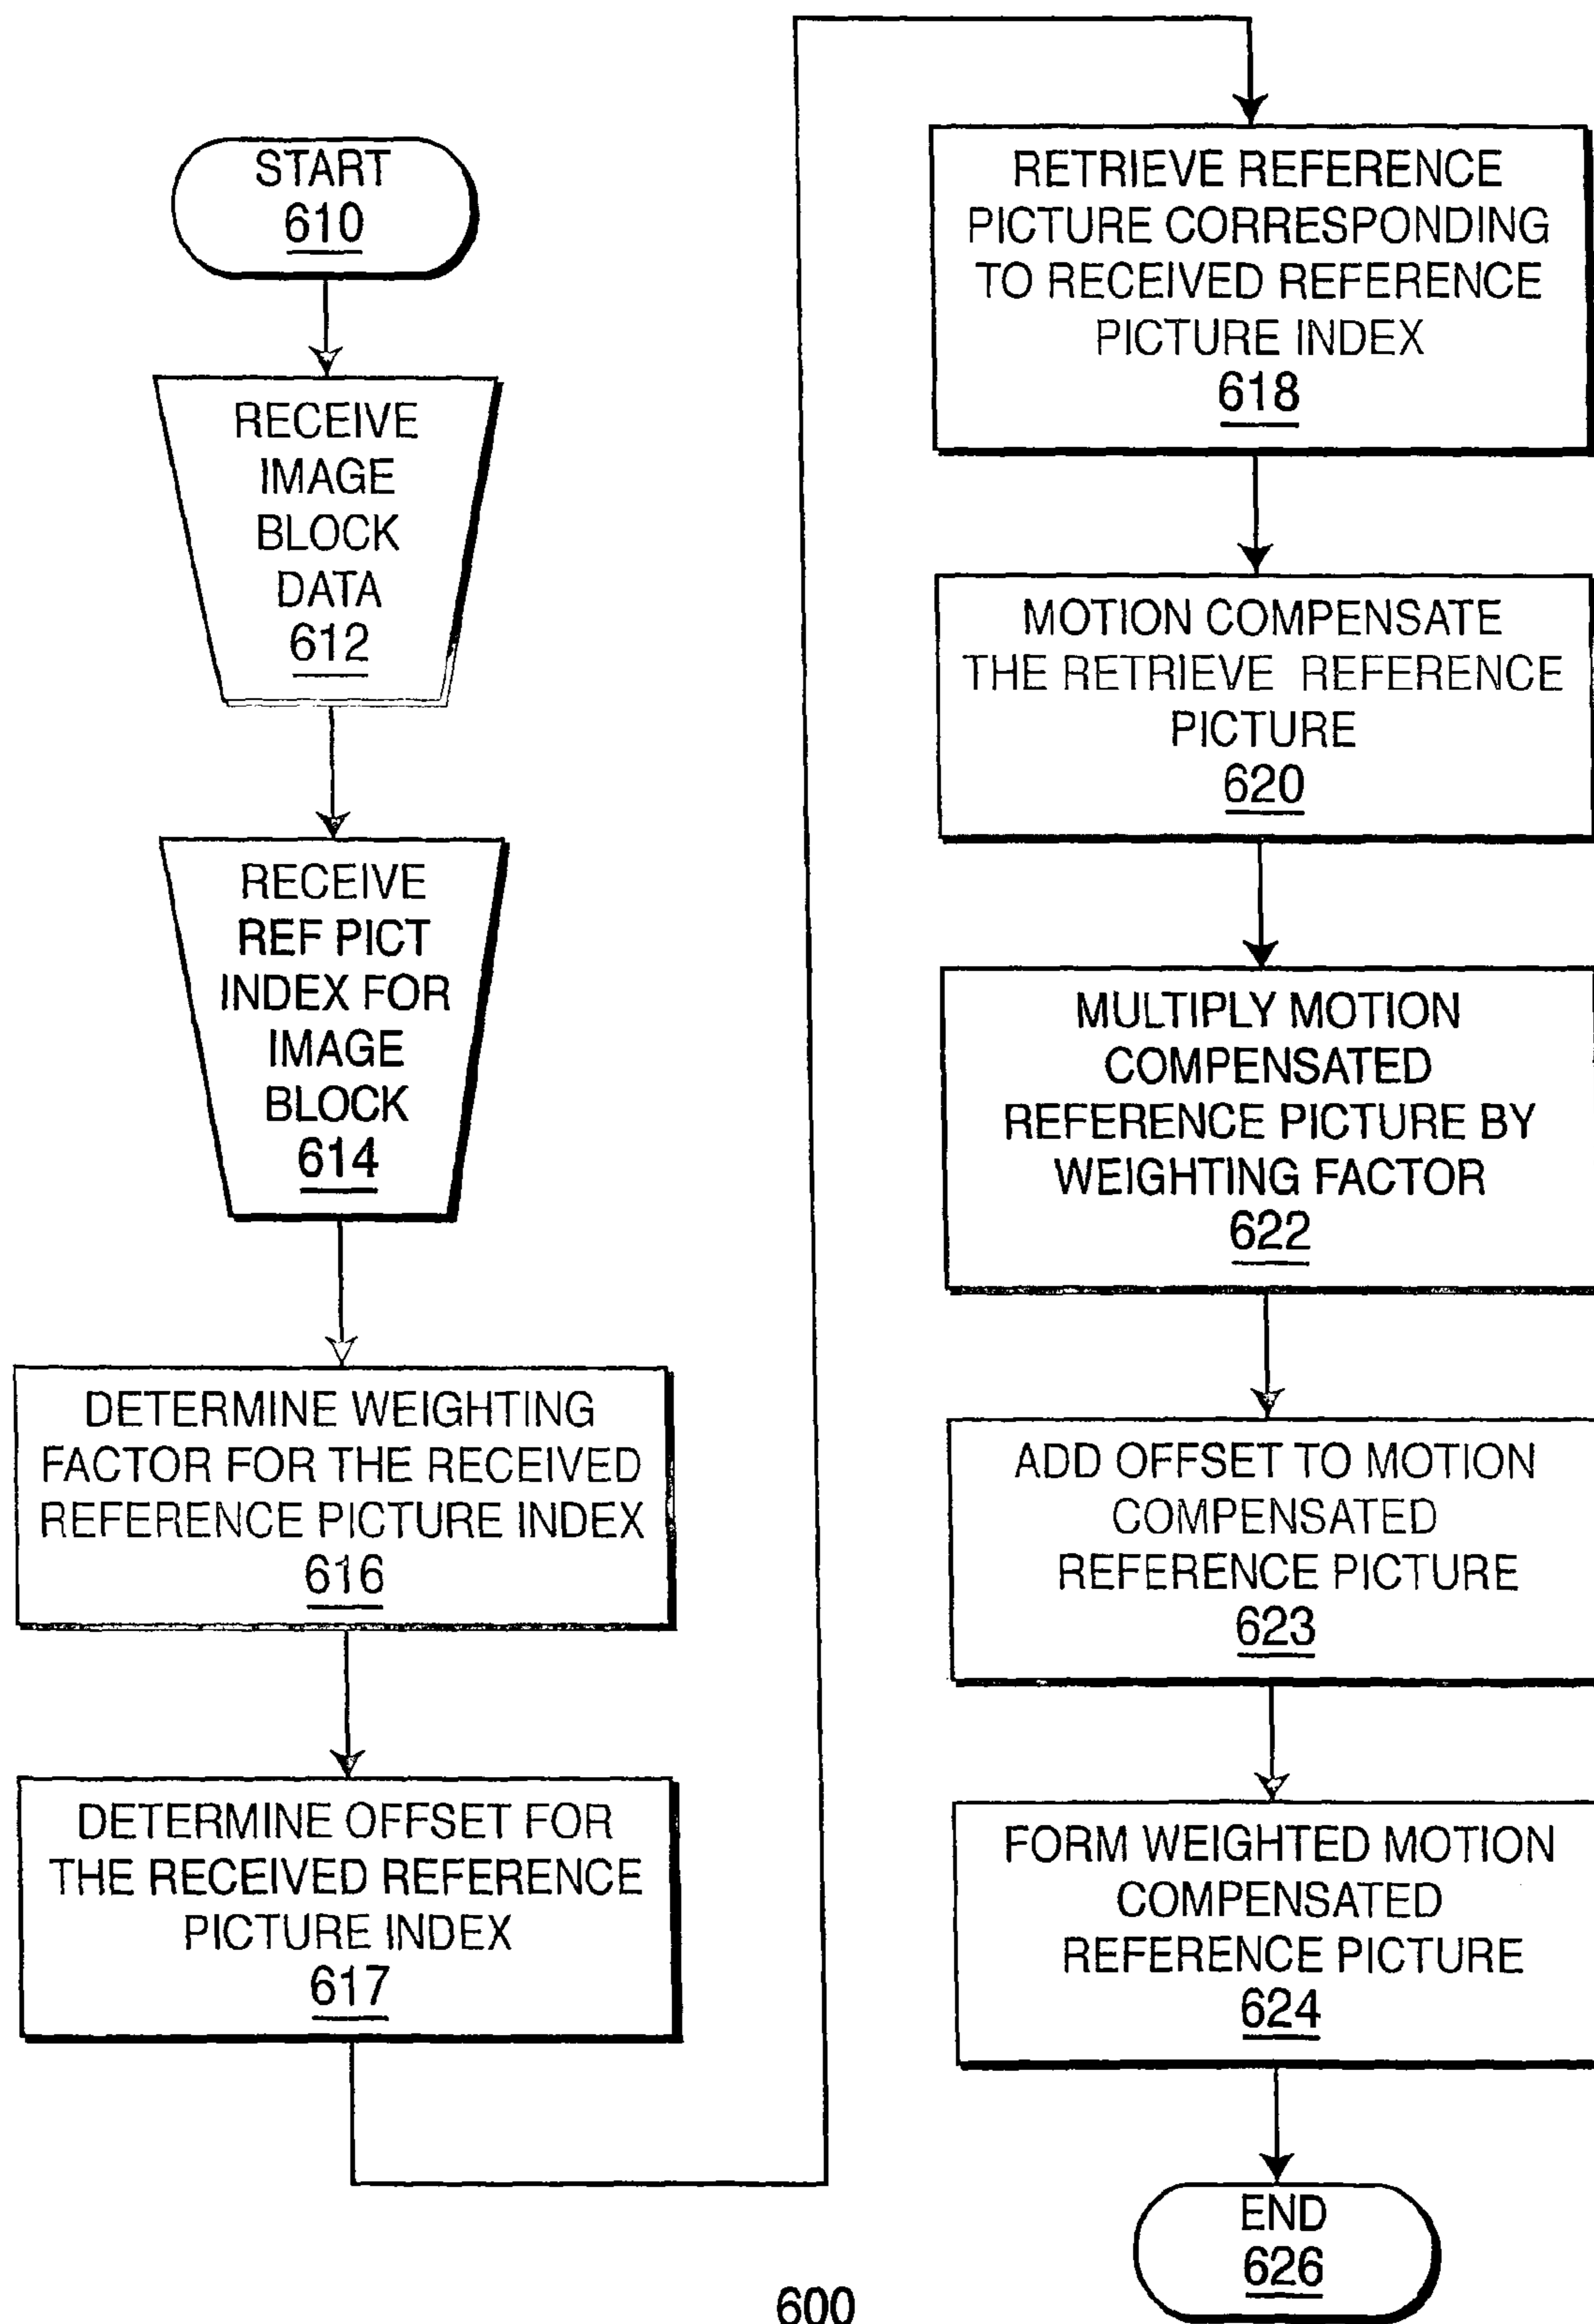 START
610
RECEIVE
IMAGE
BLOCK
DATA
612
RECEIVE
REF PICT
INDEX FOR
IMAGE
BLOCK
614
DETERMINE WEIGHTING
FACTOR FOR THE RECEIVED
REFERENCE PICTURE INDEX
616
DETERMINE OFFSET FOR
THE RECEIVED REFERENCE
PICTURE INDEX
617
RETRIEVE REFERENCE
PICTURE CORRESPONDING
TO RECEIVED REFERENCE
PICTURE INDEX
618
MOTION COMPENSATE
THE RETRIEVE REFERENCE
PICTURE
620
MULTIPLY MOTION
COMPENSATED
REFERENCE PICTURE BY
WEIGHTING FACTOR
622
ADD OFFSET TO MOTION
COMPENSATED
REFERENCE PICTURE
623
FORM WEIGHTED MOTION
COMPENSATED
REFERENCE PICTURE
624
END
626
600